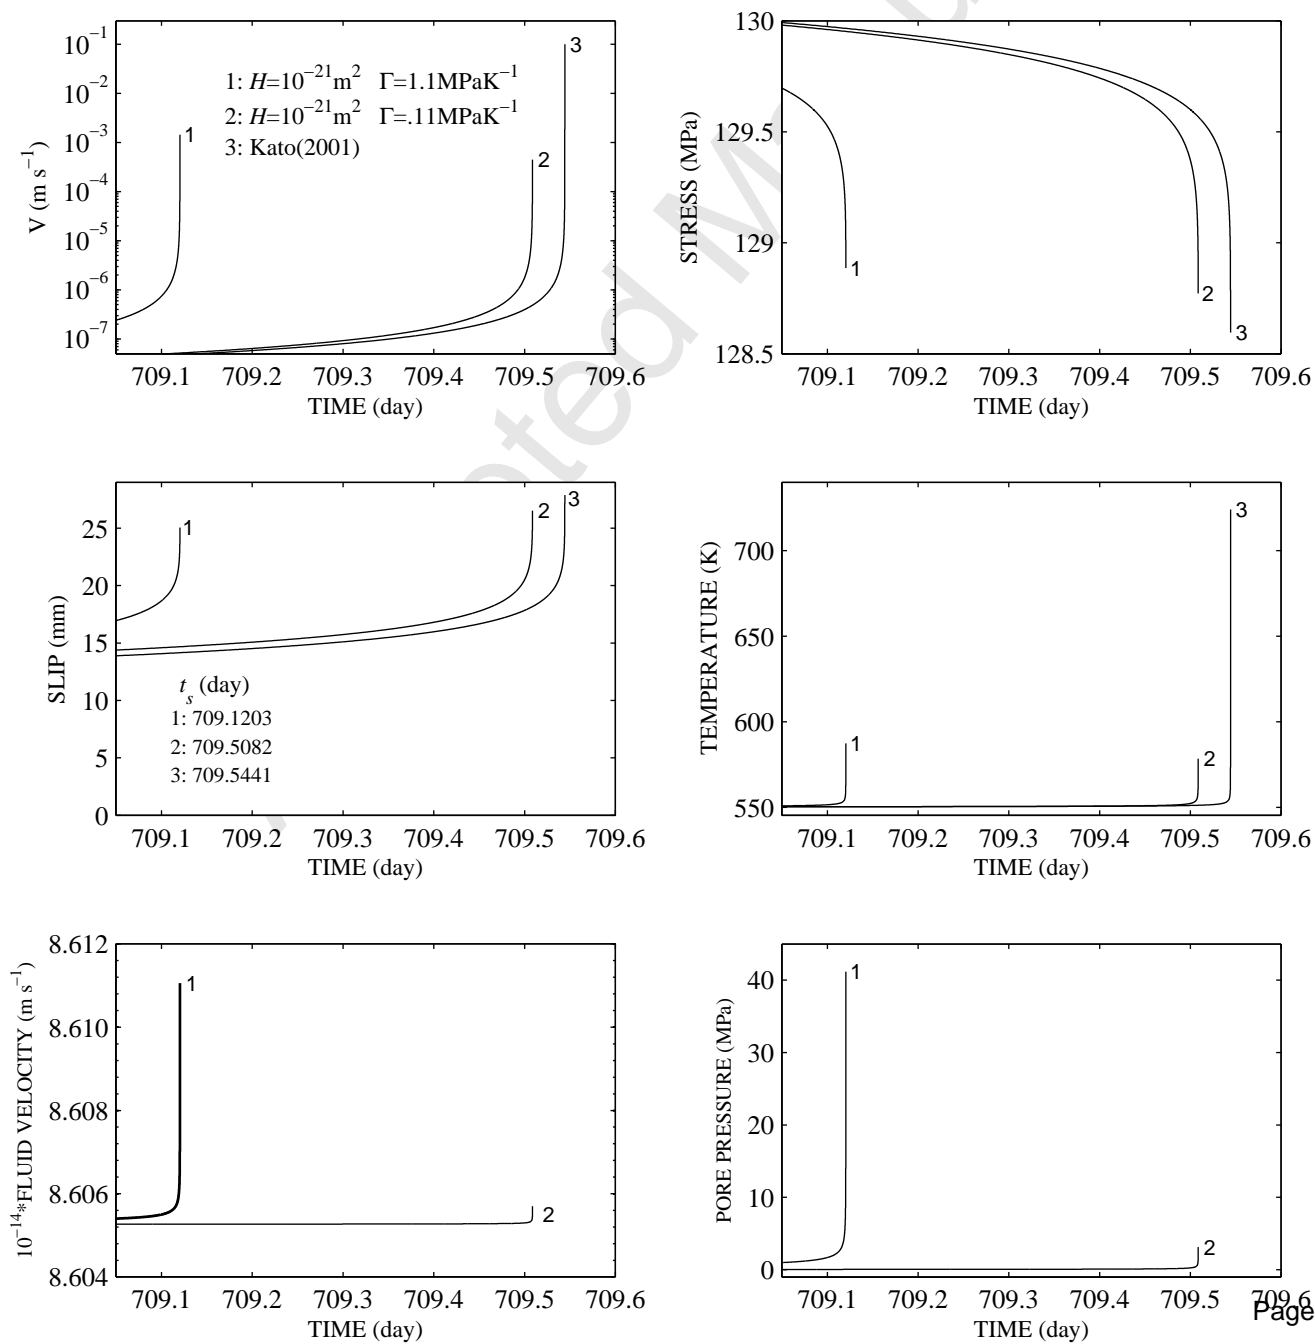 10⁻¹
10⁻²
10⁻³
10⁻⁴
10⁻⁵
10⁻⁶
10⁻⁷
V (m s⁻¹)
1: H=10⁻²¹m² Γ=1.1MPaK⁻¹
2: H=10⁻²¹m² Γ=.11MPaK⁻¹
3: Kato(2001)
1
2
3
709.1 709.2 709.3 709.4 709.5 709.6
TIME (day)
130
129.5
129
128.5
STRESS (MPa)
1
2
3
709.1 709.2 709.3 709.4 709.5 709.6
TIME (day)
25
20
15
10
5
0
SLIP (mm)
1
2
3
tₛ (day)
1: 709.1203
2: 709.5082
3: 709.5441
709.1 709.2 709.3 709.4 709.5 709.6
TIME (day)
700
650
600
550
TEMPERATURE (K)
1
2
3
709.1 709.2 709.3 709.4 709.5 709.6
TIME (day)
8.612
8.610
8.608
8.606
8.604
10⁻¹⁴*FLUID VELOCITY (m s⁻¹)
1
2
709.1 709.2 709.3 709.4 709.5 709.6
TIME (day)
40
30
20
10
0
PORE PRESSURE (MPa)
1
2
709.1 709.2 709.3 709.4 709.5 709.6
TIME (day)
Page